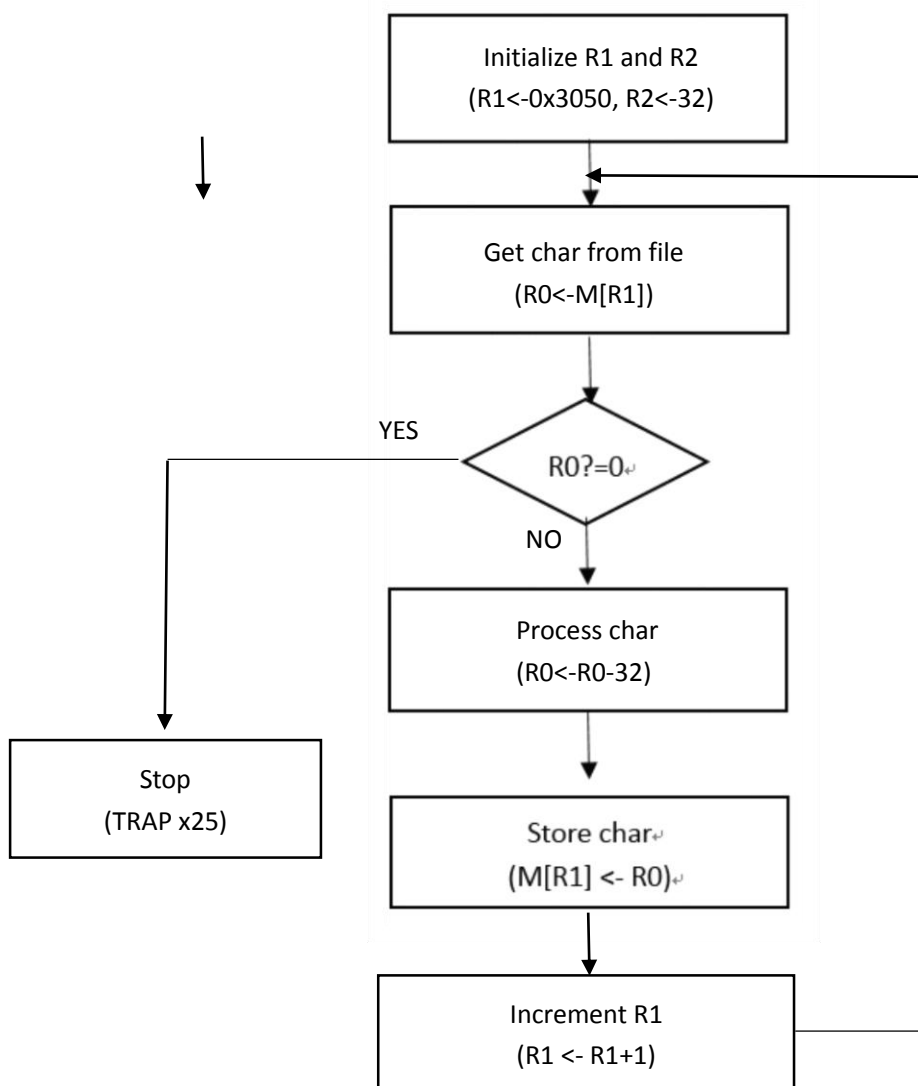 Initialize R1 and R2
(R1<-0x3050, R2<-32)
Get char from file
(R0<-M[R1])
YES
R0?=0↵
NO
Process char
(R0<-R0-32)
Stop
(TRAP x25)
Store char↵
(M[R1] <- R0)↵
Increment R1
(R1 <- R1+1)